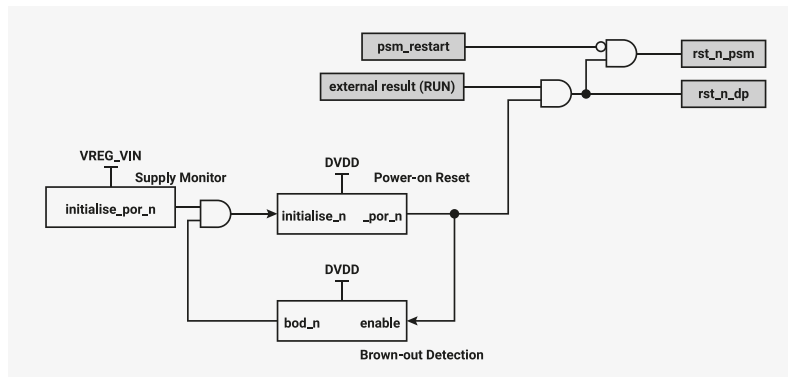 psm_restart
rst_n_psm
external result (RUN)
rst_n_dp
VREG_VIN
Supply Monitor
DVDD
Power-on Reset
initialise_por_n
initialise_n
_por_n
DVDD
bod_n
enable
Brown-out Detection